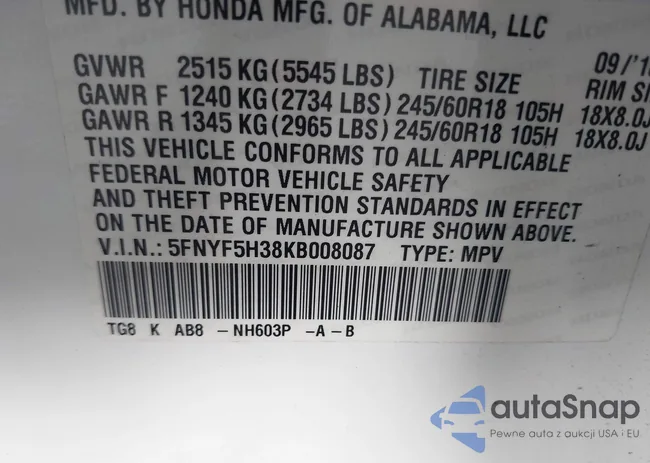 MFD. BY HONDA MFG. OF ALABAMA, LLC
09/'1
GVWR 2515 KG (5545 LBS) TIRE SIZE RIM SI
GAWR F 1240 KG (2734 LBS) 245/60R18 105H 18X8.0J
GAWR R 1345 KG (2965 LBS) 245/60R18 105H 18X8.0J
THIS VEHICLE CONFORMS TO ALL APPLICABLE
FEDERAL MOTOR VEHICLE SAFETY
AND THEFT PREVENTION STANDARDS IN EFFECT
ON THE DATE OF MANUFACTURE SHOWN ABOVE.
V.I.N.: 5FNYF5H38KB008087 TYPE: MPV
TG8 K AB8 -NH603P -A-B
autaSnap
Pewne auta z aukcji USA i EU